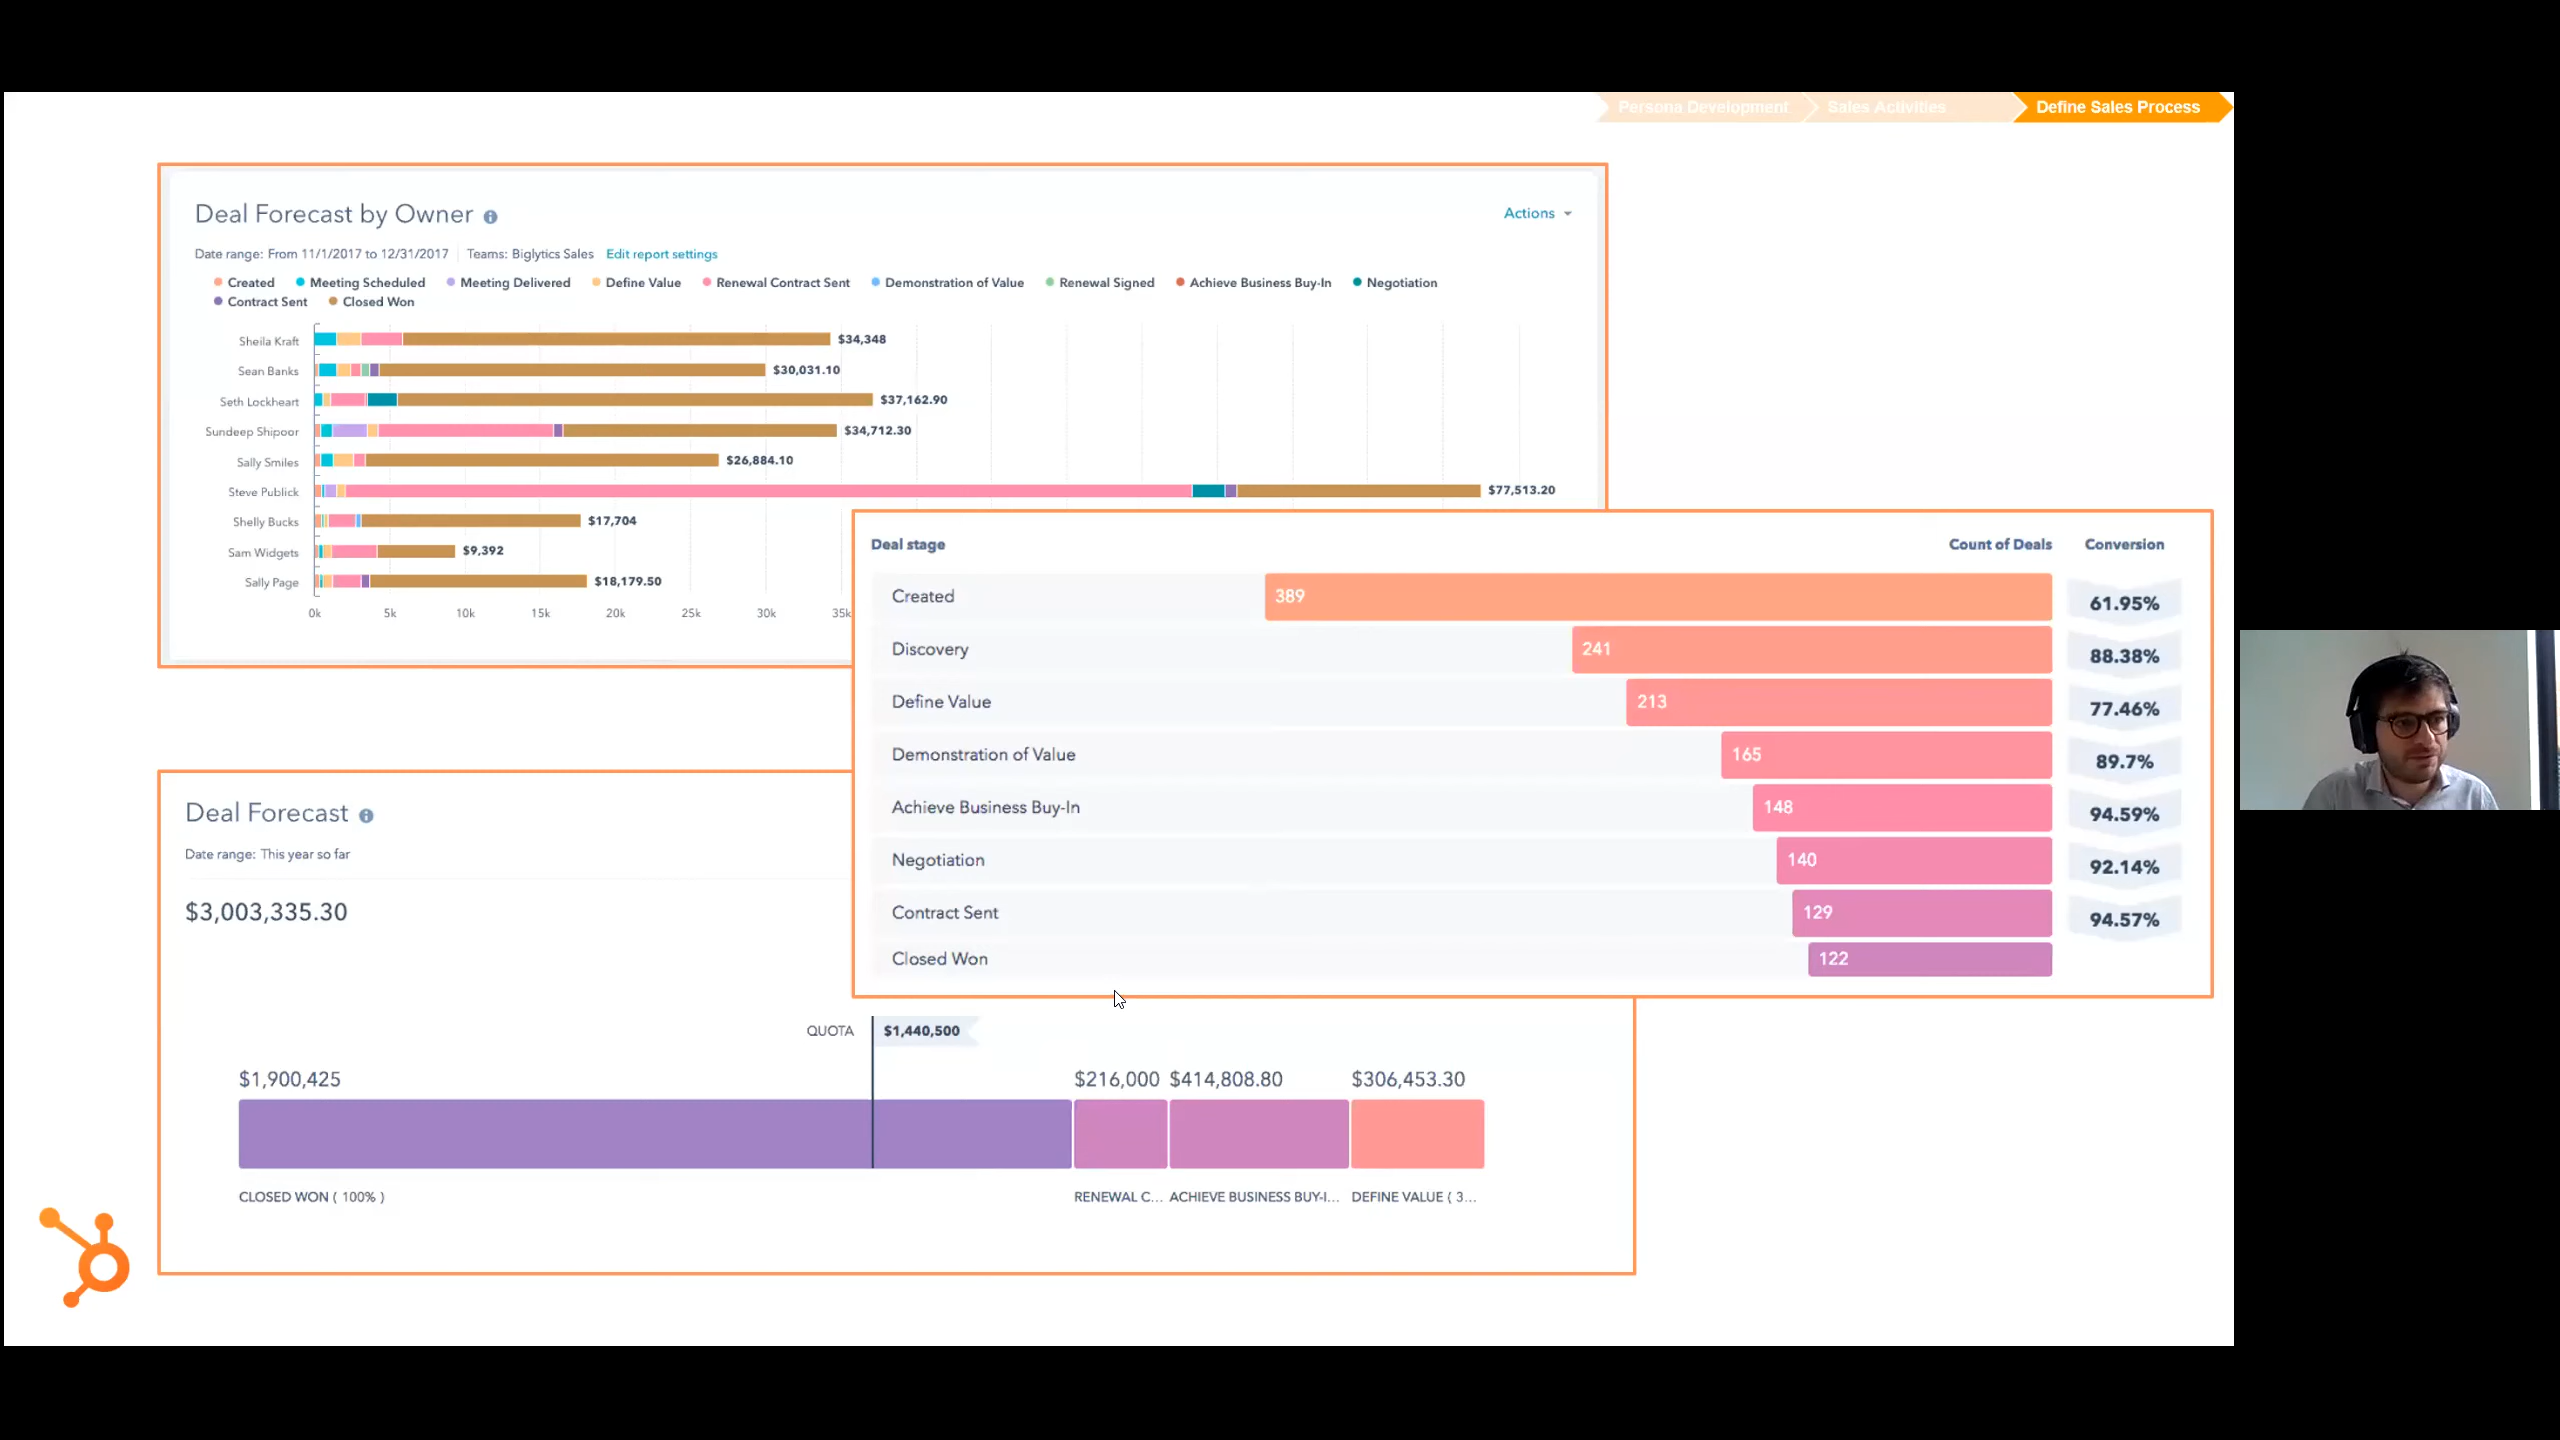 Persona Development Sales Activities Define Sales Process
Deal Forecast by Owner
Actions
Date range: From 11/1/2017 to 12/31/2017 Teams: Biglytics Sales Edit report settings
Created Meeting Scheduled Meeting Delivered Define Value Renewal Contract Sent Demonstration of Value Renewal Signed Achieve Business Buy-In Negotiation
Contract Sent Closed Won
Sheila Kraft $34,348
Sean Banks $30,031.10
Seth Lockheart $37,162.90
Sundeep Shipoor $34,712.30
Sally Smiles $26,884.10
Steve Publick $77,513.20
Shelly Bucks $17,704
Sam Widgets $9,392
Sally Page $18,179.50
0k 5k 10k 15k 20k 25k 30k 35k
Deal stage Count of Deals Conversion
Created 389 61.95%
Discovery 241 88.38%
Define Value 213 77.46%
Demonstration of Value 165 89.7%
Achieve Business Buy-In 148 94.59%
Negotiation 140 92.14%
Contract Sent 129 94.57%
Closed Won 122
Deal Forecast
Date range: This year so far
$3,003,335.30
QUOTA $1,440,500
$1,900,425 $216,000 $414,808.80 $306,453.30
CLOSED WON ( 100% ) RENEWAL C... ACHIEVE BUSINESS BUY-I... DEFINE VALUE ( 3...